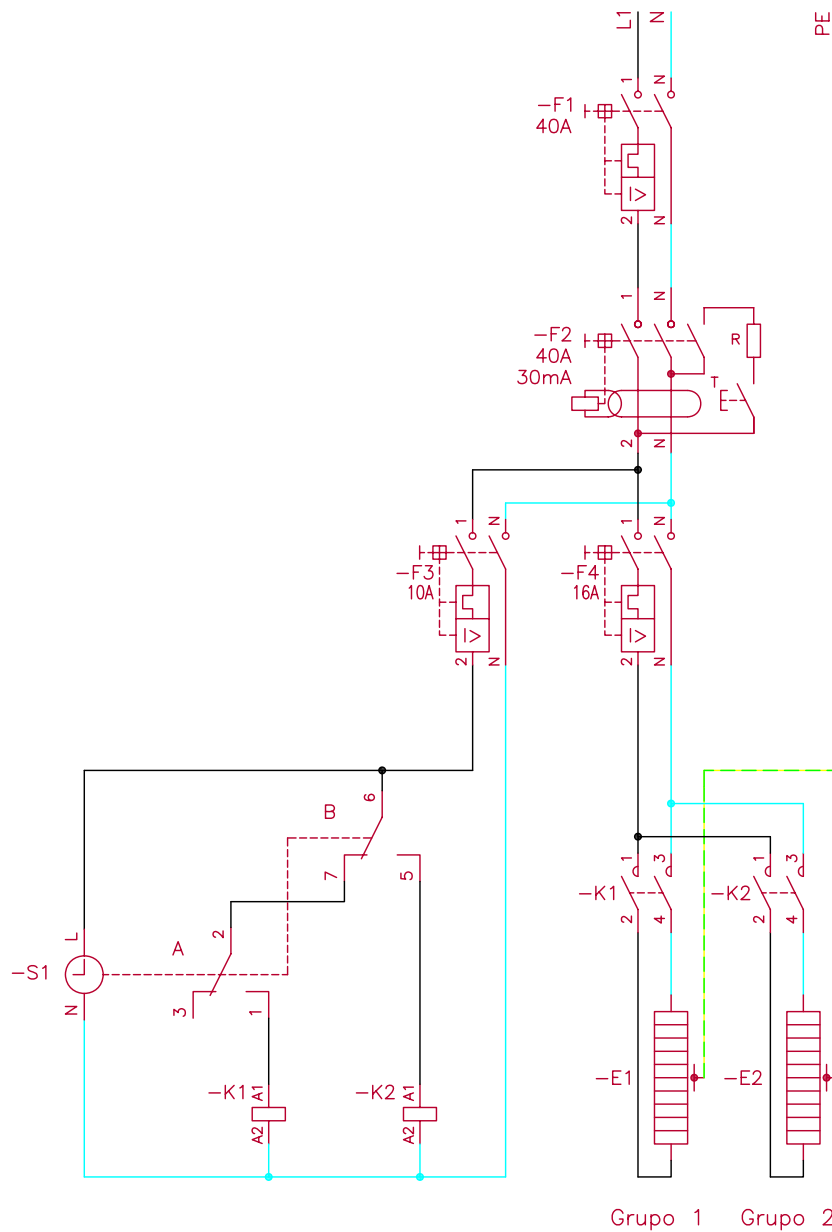 L1
N
PE
-F1
40A
1
N
I>
2
N
1
N
-F2
40A
30mA
R
T
2
N
1
N
1
N
-F3
10A
-F4
16A
I>
I>
2
N
2
N
6
B
7
5
2
A
L
-S1
N
3
1
1
3
1
3
-K1
-K2
2
4
2
4
-K1
A1
-K2
A1
A2
A2
-E1
-E2
Grupo 1
Grupo 2